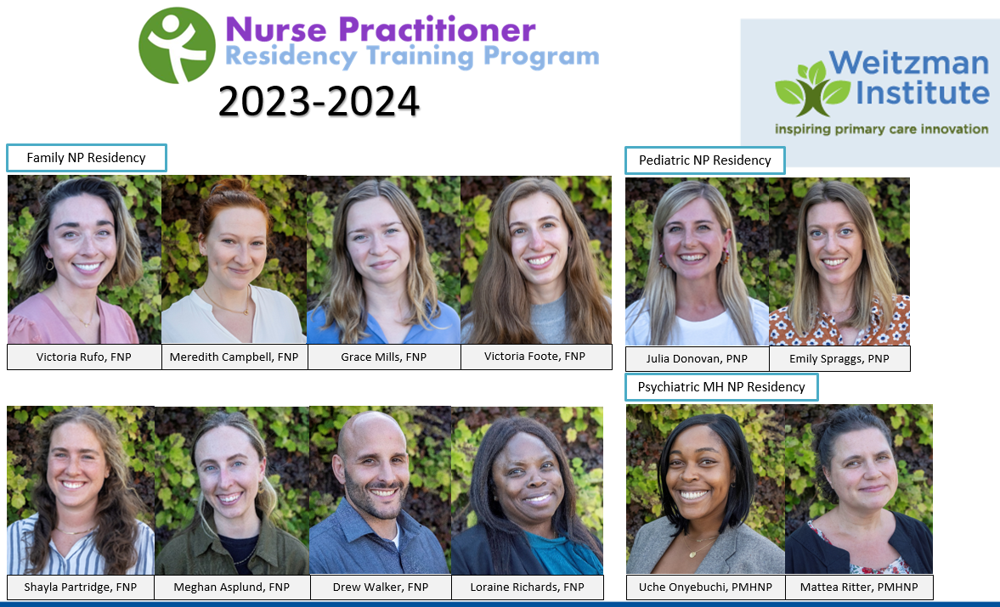 Nurse Practitioner
Residency Training Program
2023-2024
Weitzman
Institute
inspiring primary care innovation
Family NP Residency
Victoria Rufo, FNP
Meredith Campbell, FNP
Grace Mills, FNP
Victoria Foote, FNP
Shayla Partridge, FNP
Meghan Asplund, FNP
Drew Walker, FNP
Loraine Richards, FNP
Pediatric NP Residency
Julia Donovan, PNP
Emily Spraggs, PNP
Psychiatric MH NP Residency
Uche Onyebuchi, PMHNP
Mattea Ritter, PMHNP